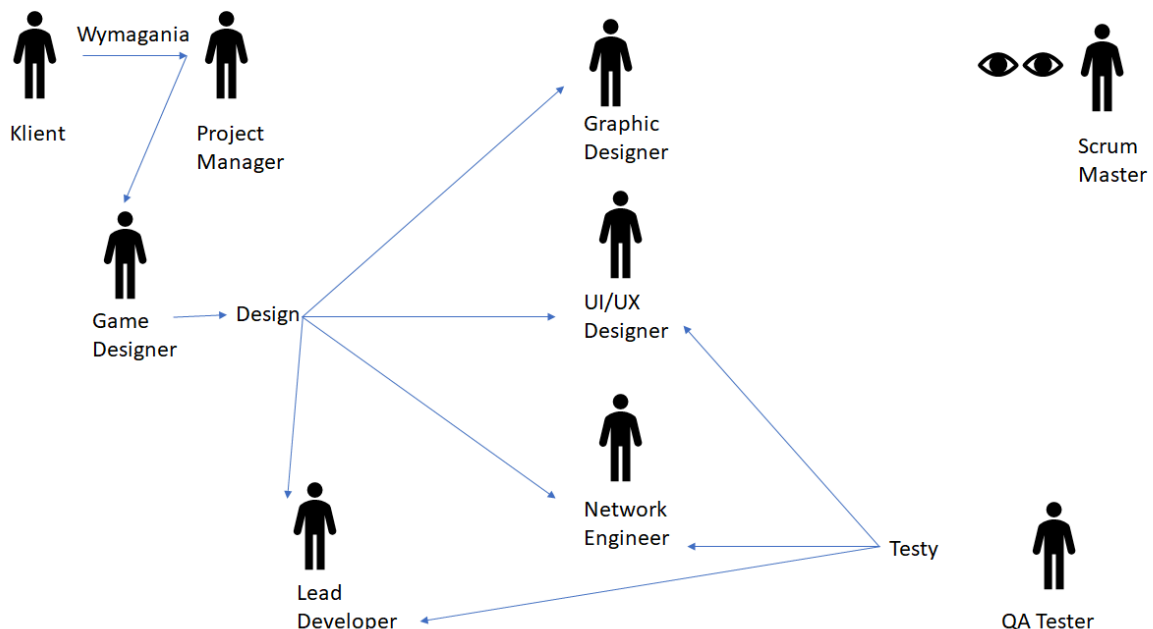 Wymagania
Klient
Project
Manager
Graphic
Designer
Scrum
Master
Game
Designer
Design
UI/UX
Designer
Network
Engineer
Testy
Lead
Developer
QA Tester